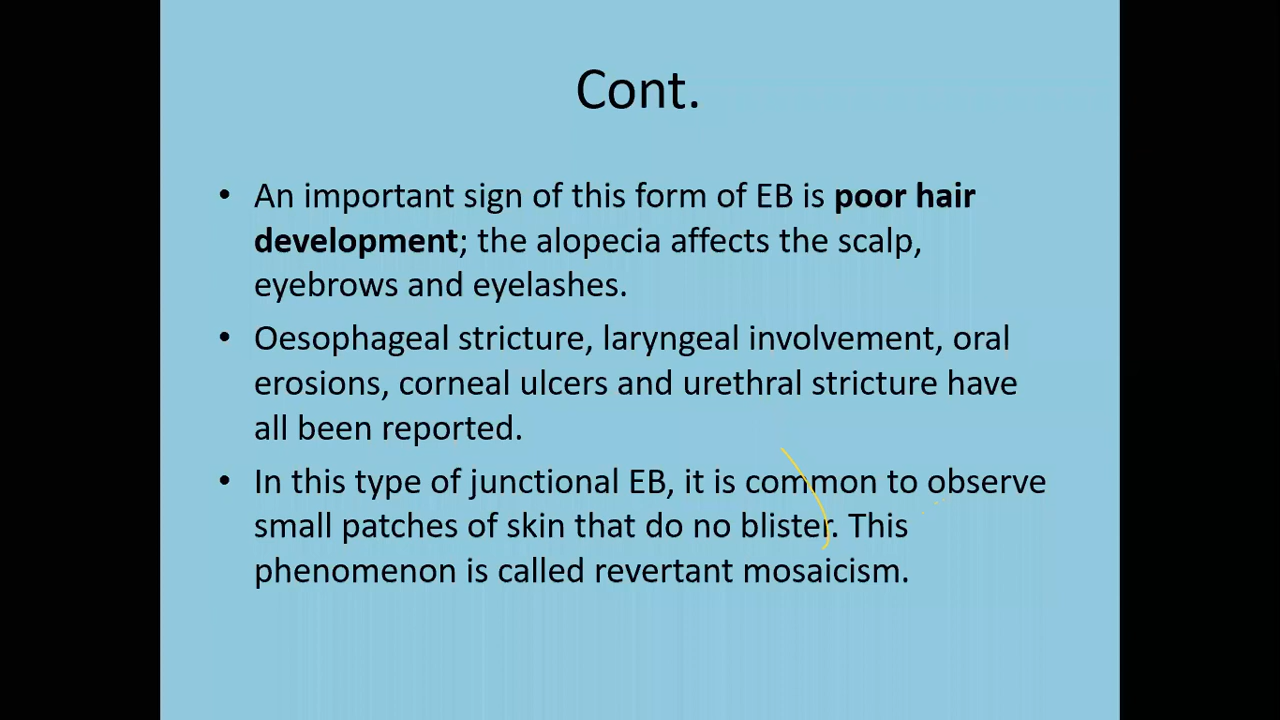 Cont.
• An important sign of this form of EB is poor hair
development; the alopecia affects the scalp,
eyebrows and eyelashes.
• Oesophageal stricture, laryngeal involvement, oral
erosions, corneal ulcers and urethral stricture have
all been reported.
• In this type of junctional EB, it is common to observe
small patches of skin that do no blister. This
phenomenon is called revertant mosaicism.